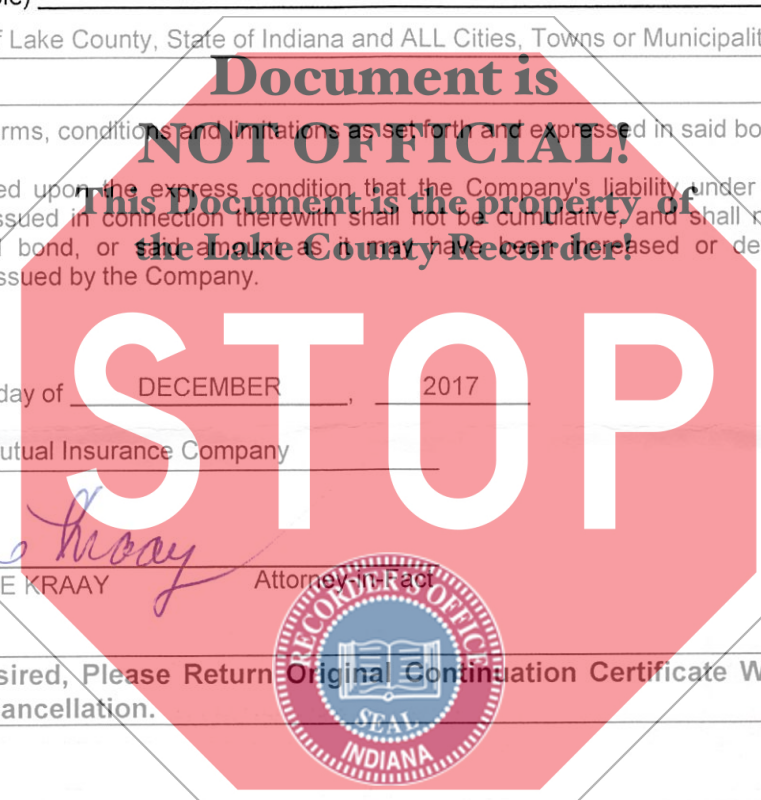 f Lake County, State of Indiana and ALL Cities, Towns or Municipalit
Document is
rms, conditions and limitations as set forth and expressed in said bo
NOT OFFICIAL!
ed upon the express condition that the Company's liability under
This Document is the property of
ssued in connection therewith shall not be cumulative, and shall n
bond, or said amount as it may have been increased or de
the Lake County Recorder!
ssued by the Company.
STOP
day of DECEMBER, 2017
utual Insurance Company
Kraay
E KRAAY Attorney-in-Fact
RECORDER'S OFFICE
SEAL
INDIANA
sired, Please Return Original Continuation Certificate W
ancellation.